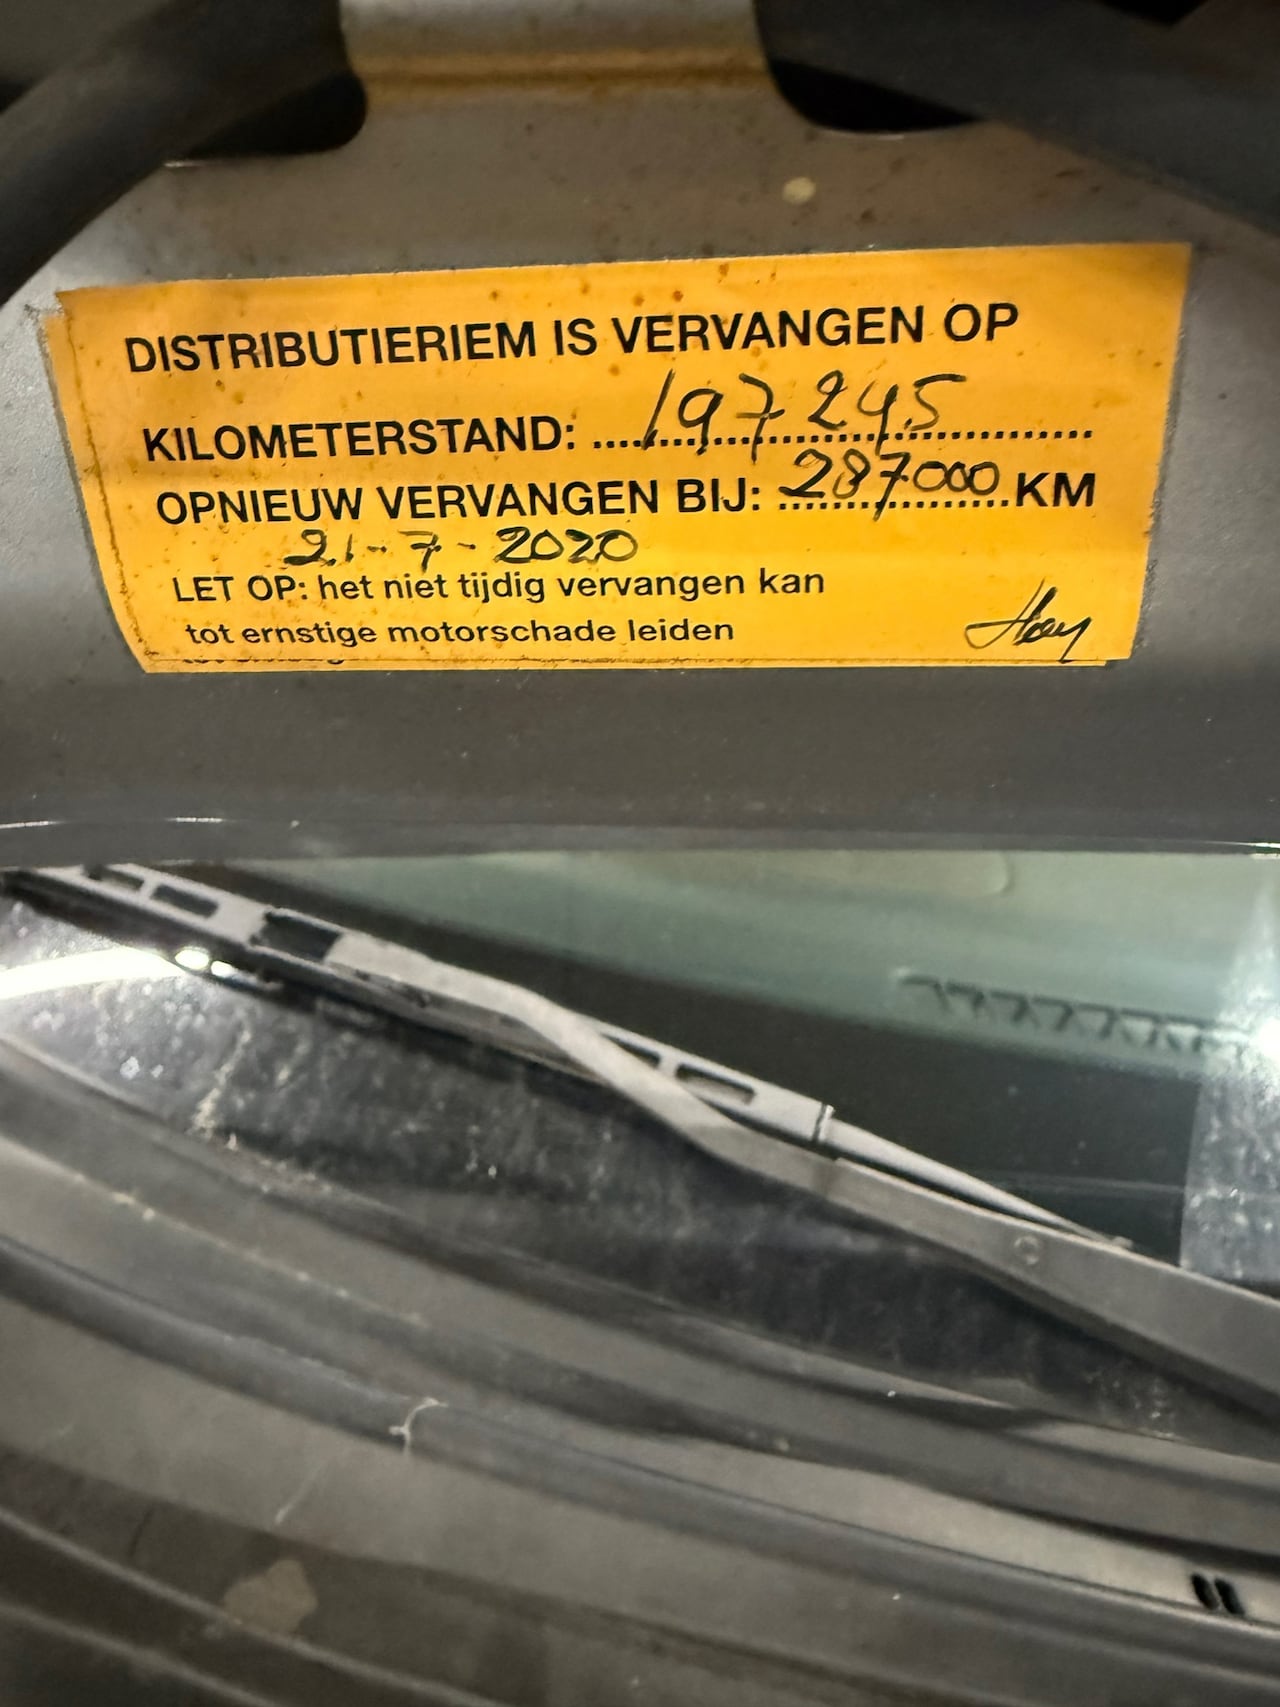 DISTRIBUTIERIEM IS VERVANGEN OP
KILOMETERSTAND: 197245
OPNIEUW VERVANGEN BIJ: 287000 KM
21-7-2020
LET OP: het niet tijdig vervangen kan
tot ernstige motorschade leiden